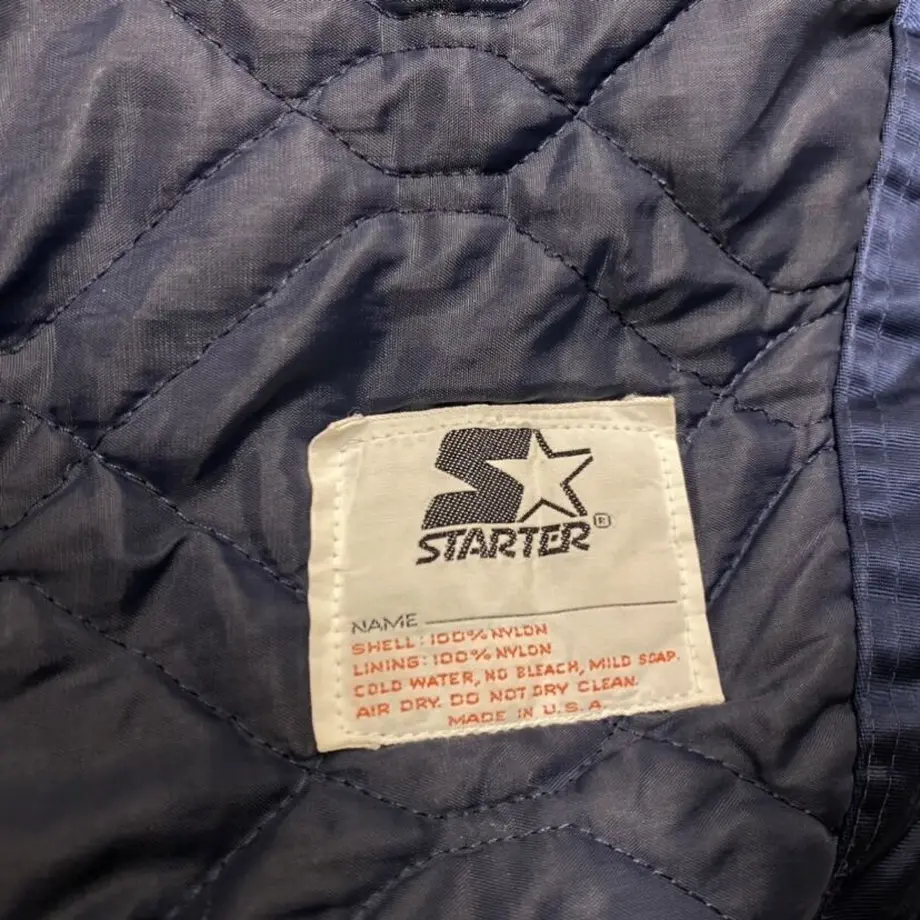 STARTER®
NAME
SHELL: 100% NYLON
LINING: 100% NYLON
COLD WATER, NO BLEACH, MILD SOAP.
AIR DRY. DO NOT DRY CLEAN.
MADE IN U.S.A.